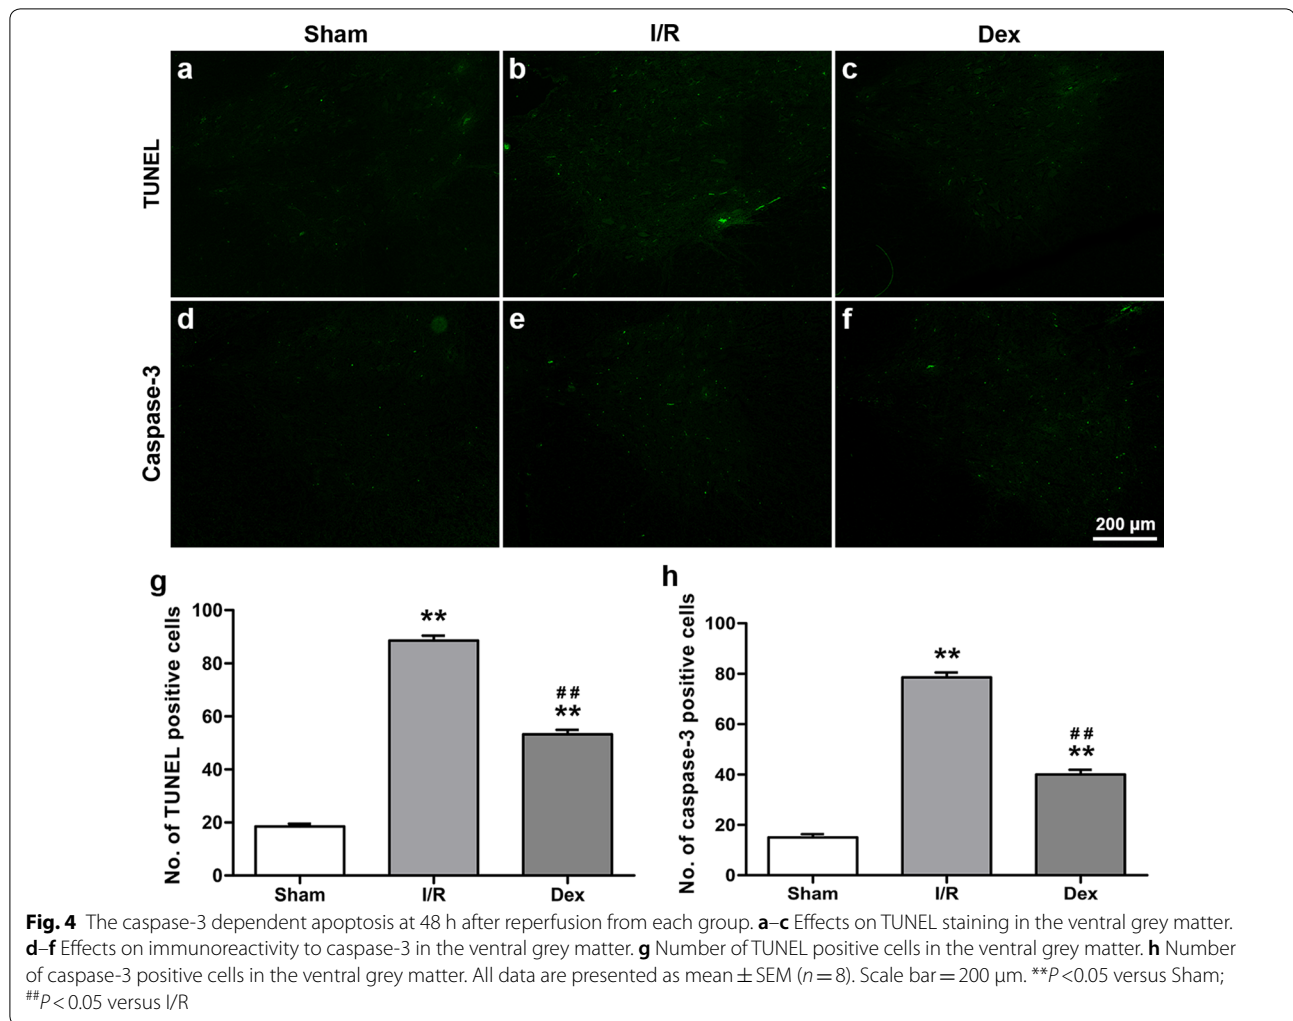 Sham I/R Dex
a b c
TUNEL
d e f
Caspase-3
200 µm
g
No. of TUNEL positive cells
100
80
60
40
20
0
**
##
**
Sham I/R Dex
h
No. of caspase-3 positive cells
100
80
60
40
20
0
**
##
**
Sham I/R Dex
Fig. 4 The caspase-3 dependent apoptosis at 48 h after reperfusion from each group. a–c Effects on TUNEL staining in the ventral grey matter.
d–f Effects on immunoreactivity to caspase-3 in the ventral grey matter. g Number of TUNEL positive cells in the ventral grey matter. h Number
of caspase-3 positive cells in the ventral grey matter. All data are presented as mean ± SEM (n = 8). Scale bar = 200 µm. **P <0.05 versus Sham;
##P < 0.05 versus I/R